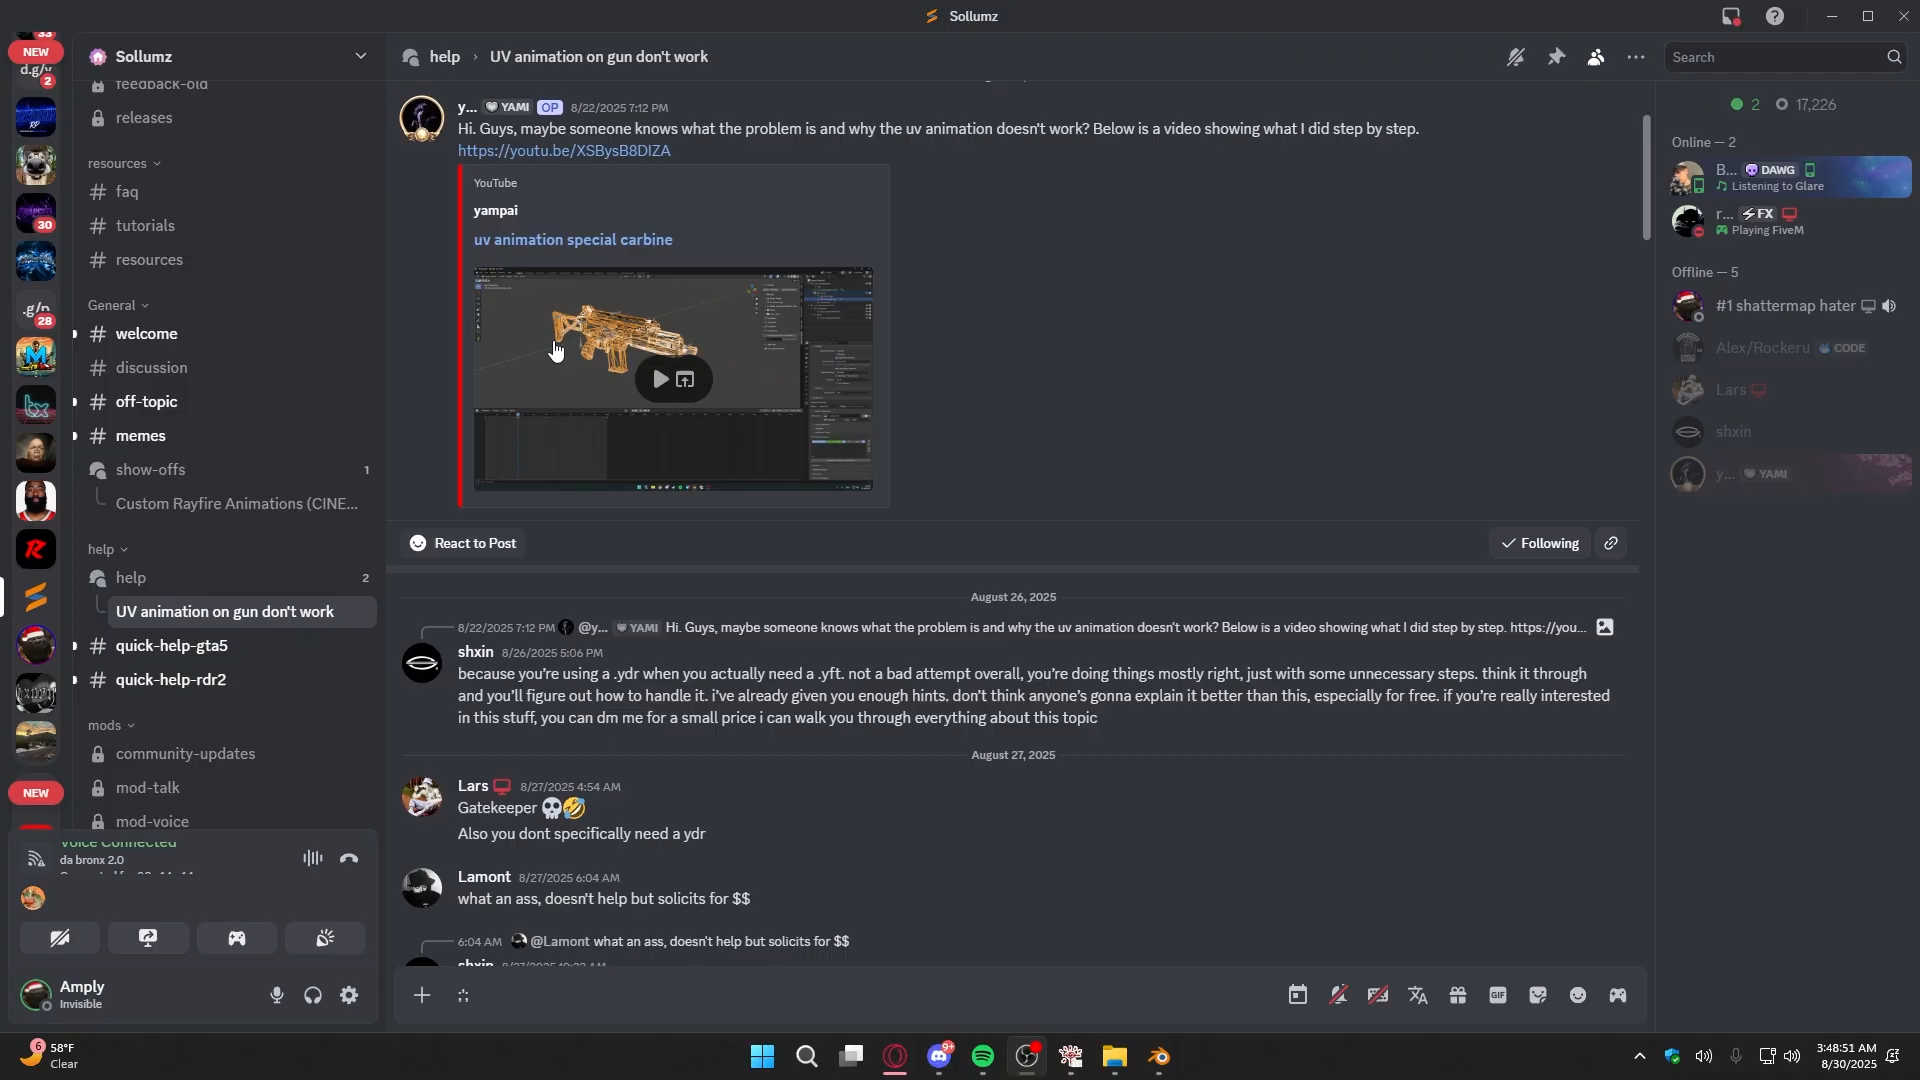 Sollumz
33
NEW
d.g/v
2
30
.g/n
28
NEW
Sollumz
feedback-old
releases
resources
faq
tutorials
resources
General
welcome
discussion
off-topic
memes
show-offs
1
Custom Rayfire Animations (CINE...
help
help
2
UV animation on gun don't work
quick-help-gta5
quick-help-rdr2
mods
community-updates
mod-talk
mod-voice
Voice Connected
da bronx 2.0
Amply
Invisible
help
UV animation on gun don't work
Search
y... YAMI OP 8/22/2025 7:12 PM
Hi. Guys, maybe someone knows what the problem is and why the uv animation doesn't work? Below is a video showing what I did step by step.
https://youtu.be/XSBysB8DIZA
YouTube
yampai
uv animation special carbine
React to Post
Following
August 26, 2025
8/22/2025 7:12 PM @y... YAMI Hi. Guys, maybe someone knows what the problem is and why the uv animation doesn't work? Below is a video showing what I did step by step. https://you...
shxin 8/26/2025 5:06 PM
because you're using a .ydr when you actually need a .yft. not a bad attempt overall, you're doing things mostly right, just with some unnecessary steps. think it through
and you'll figure out how to handle it. i've already given you enough hints. don't think anyone's gonna explain it better than this, especially for free. if you're really interested
in this stuff, you can dm me for a small price i can walk you through everything about this topic
August 27, 2025
Lars 8/27/2025 4:54 AM
Gatekeeper 💀🤣
Also you dont specifically need a ydr
Lamont 8/27/2025 6:04 AM
what an ass, doesn't help but solicits for $$
6:04 AM @Lamont what an ass, doesn't help but solicits for $$
shxin
GIF
2 17,226
Online — 2
B... DAWG
Listening to Glare
r... FX
Playing FiveM
Offline — 5
#1 shattermap hater
Alex/Rockeru CODE
Lars
shxin
y... YAMI
6
58°F
Clear
9+
3:48:51 AM
8/30/2025